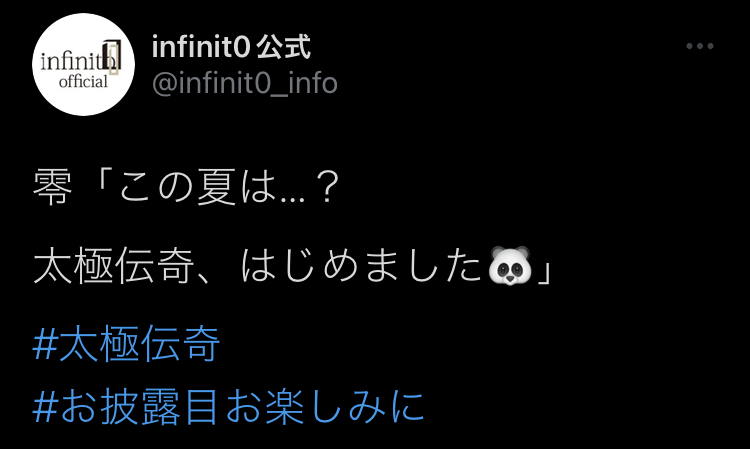 infinit0
official
infinit0 公式
@infinit0_info
零「この夏は...？
太極伝奇、はじめました🐼」
#太極伝奇
#お披露目お楽しみに